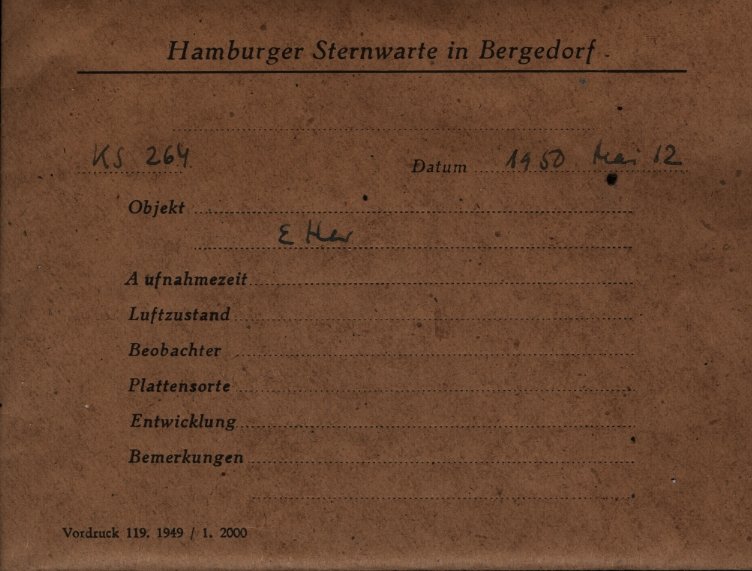 Hamburger Sternwarte in Bergedorf
KS 264 Datum 1950 Mai 12
Objekt
ε Her
Aufnahmezeit
Luftzustand
Beobachter
Plattensorte
Entwicklung
Bemerkungen
Vordruck 119. 1949 / 1. 2000